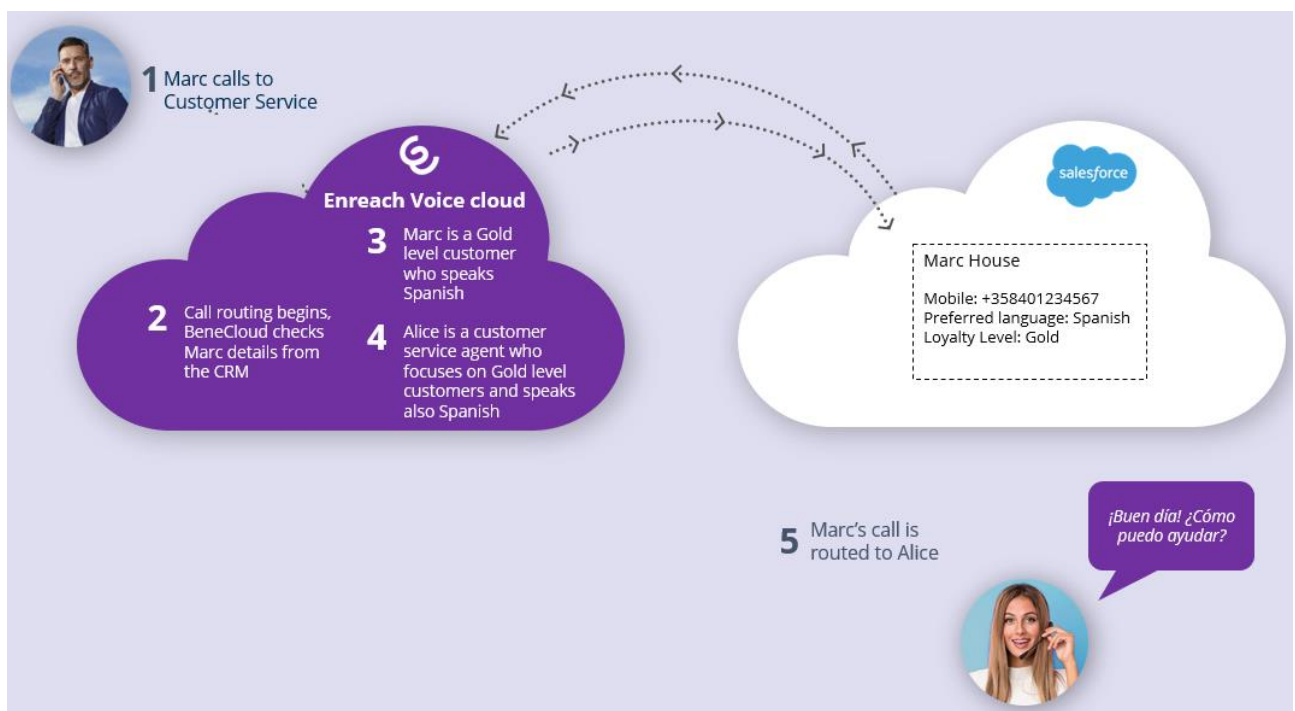 1 Marc calls to
Customer Service
Enreach Voice cloud
2 Call routing begins,
BeneCloud checks
Marc details from
the CRM
3 Marc is a Gold
level customer
who speaks
Spanish
4 Alice is a customer
service agent who
focuses on Gold level
customers and speaks
also Spanish
salesforce
Marc House
Mobile: +358401234567
Preferred language: Spanish
Loyalty Level: Gold
5 Marc’s call is
routed to Alice
¡Buen día! ¿Cómo
puedo ayudar?